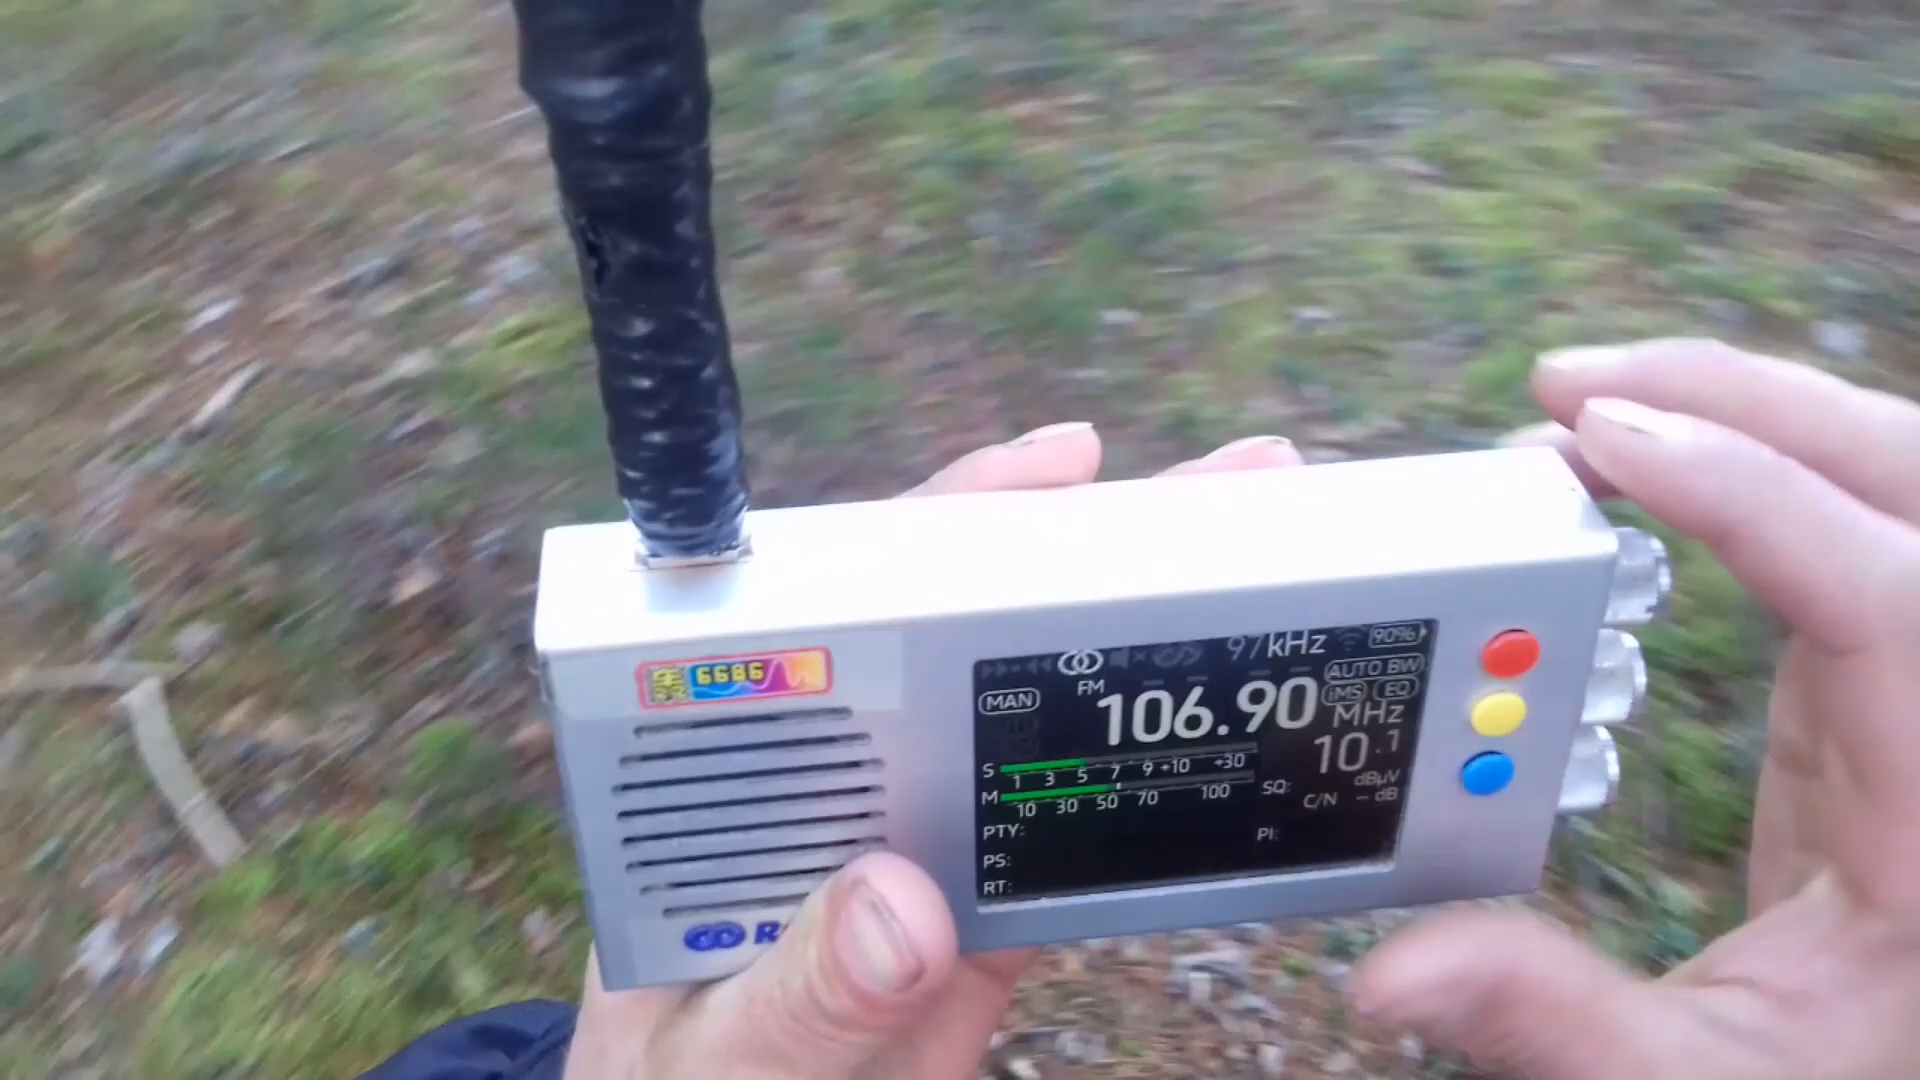 6686
97kHz 90%
AUTO BW
MAN FM 106.90 iMS EQ
MHz
10.1
dBµV
S 1 3 5 7 9 +10 +30
M 10 30 50 70 100 SQ:
C/N -- dB
PTY: PI:
PS:
RT: